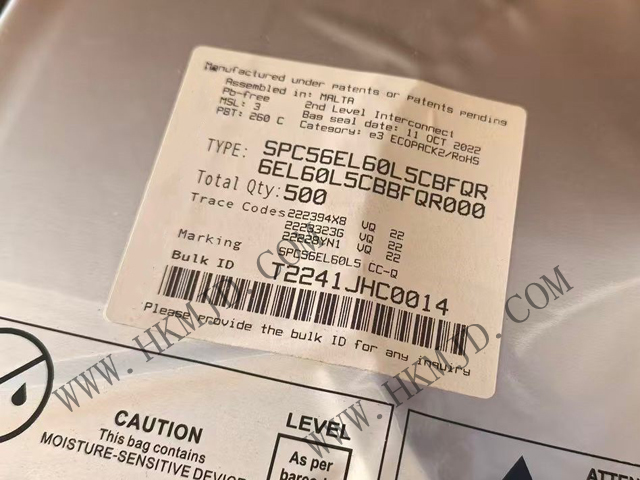 Manufactured under patents or patents pending
Assembled in: MALTA
Pb-free 2nd Level Interconnect
MSL: 3 Bag seal date: 11 OCT 2022
PBT: 260 C Category: e3 ECOPACK2/RoHS
TYPE: SPC56EL60L5CBFQR
6EL60L5CBBFQR000
Total Qty: 500
Trace Codes 222394X8 VQ 22
VQ 22
VQ 22
Marking SPC56EL60L5 CC-Q
Bulk ID T2241JHC0014
Please provide the bulk ID for any inquiry
WWW.HKMJD.COM
WWW.HKMJD.COM
CAUTION
This bag contains
MOISTURE-SENSITIVE DEVICE
LEVEL
As per
ATTEN